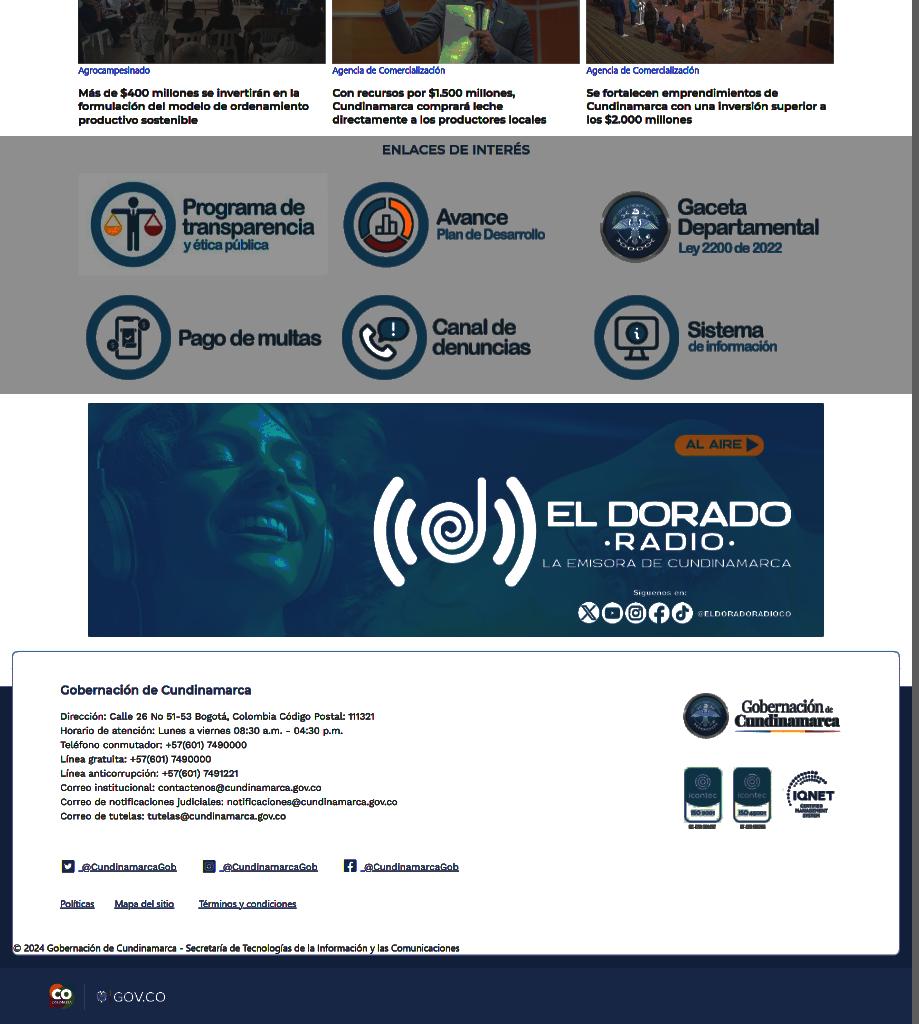 Agrocampesinado
Más de $400 millones se invertirán en la
formulación del modelo de ordenamiento
productivo sostenible
Agencia de Comercialización
Con recursos por $1.500 millones,
Cundinamarca comprará leche
directamente a los productores locales
Agencia de Comercialización
Se fortalecen emprendimientos de
Cundinamarca con una inversión superior a
los $2.000 millones
ENLACES DE INTERÉS
Programa de
transparencia
y ética pública
Avance
Plan de Desarrollo
Gaceta
Departamental
Ley 2200 de 2022
Pago de multas
Canal de
denuncias
Sistema
de información
AL AIRE
EL DORADO
·RADIO·
LA EMISORA DE CUNDINAMARCA
Síguenos en:
@ELDORADORADIOCO
Gobernación de Cundinamarca
Dirección: Calle 26 No 51-53 Bogotá, Colombia Código Postal: 111321
Horario de atención: Lunes a viernes 08:30 a.m. - 04:30 p.m.
Teléfono conmutador: +57(601) 7490000
Línea gratuita: +57(601) 7490000
Línea anticorrupción: +57(601) 7491221
Correo institucional: contactenos@cundinamarca.gov.co
Correo de notificaciones judiciales: notificaciones@cundinamarca.gov.co
Correo de tutelas: tutelas@cundinamarca.gov.co
Gobernación de
Cundinamarca
icontec
ISO 9001
icontec
ISO 45001
IQNET
CERTIFIED
MANAGEMENT
SYSTEM
@CundinamarcaGob
@CundinamarcaGob
@CundinamarcaGob
Políticas
Mapa del sitio
Términos y condiciones
© 2024 Gobernación de Cundinamarca - Secretaría de Tecnologías de la Información y las Comunicaciones
CO
GOV.CO